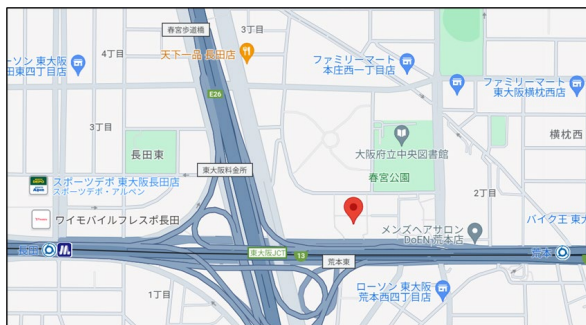 春宮歩道橋
3丁目
4丁目
天下一品 長田店
ファミリーマート
本庄西一丁目店
ーソン 東大阪
田東四丁目店
E26
ファミリーマート
東大阪横枕西店
3丁目
横枕西
長田東
大阪府立中央図書館
東大阪料金所
春宮公園
スポーツデポ 東大阪長田店
スポーツデポ・アルペン
2丁目
ワイモバイルフレスポ長田
メンズヘアサロン
DoEN 荒本店
バイク王 東大
長田
東大阪JCT
13
荒本東
荒本
1丁目
ローソン 東大阪
荒本西四丁目店